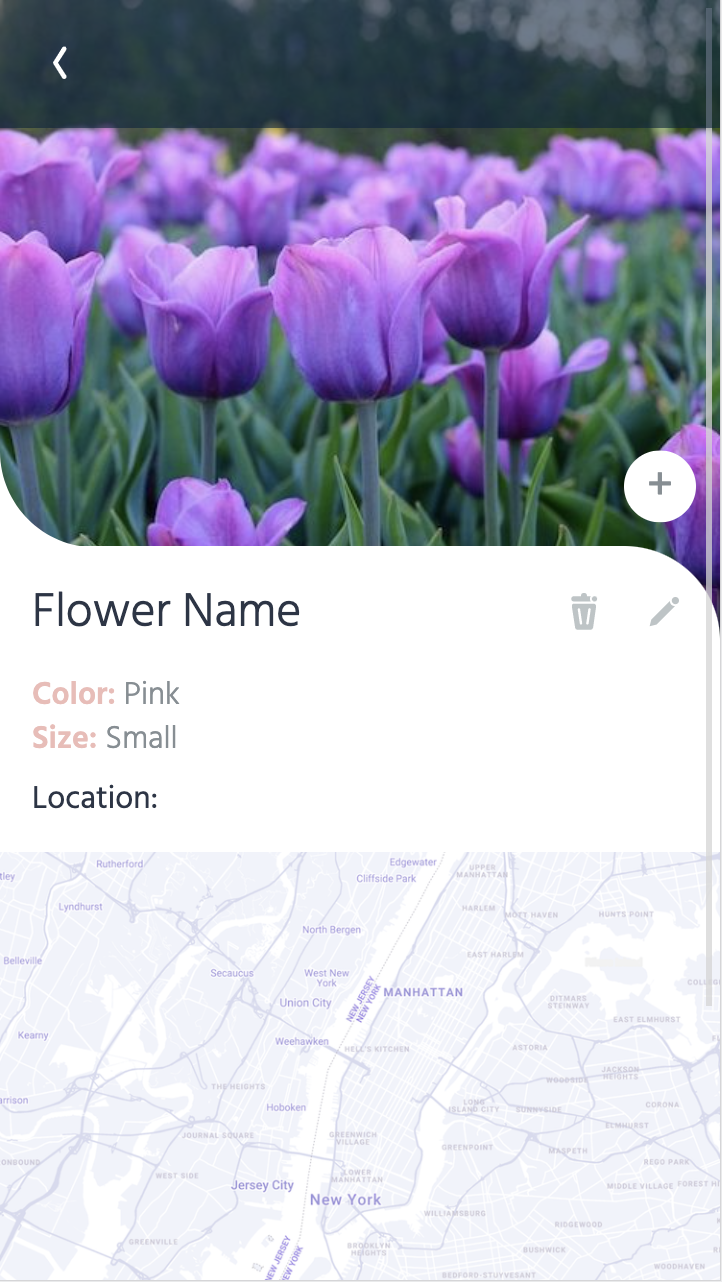 Flower Name
Color: Pink
Size: Small
Location:
Edgewater
Rutherford
UPPER
MANHATTAN
Cliffside Park
Lyndhurst
HARLEM
MOTT HAVEN
HUNTS POINT
North Bergen
EAST HARLEM
Belleville
Secaucus
West New
York
MANHATTAN
Union City
NEW JERSEY
NEW YORK
DITMARS
STEINWAY
EAST ELMHURST
Kearny
Weehawken
HELL'S KITCHEN
ASTORIA
THE HEIGHTS
WOODSIDE
JACKSON
HEIGHTS
Hoboken
LONG
ISLAND CITY
SUNNYSIDE
CORONA
ELMHURST
JOURNAL SQUARE
GREENWICH
VILLAGE
GREENPOINT
MASPETH
REGO PARK
WEST SIDE
LOWER
MANHATTAN
Jersey City
New York
MIDDLE VILLAGE
FOREST HI
WILLIAMSBURG
RIDGEWOOD
GREENVILLE
BROOKLYN
HEIGHTS
BUSHWICK
NEW JERSEY
NEW YORK
WOODHAVEN
BEDFORD-STUYVESANT